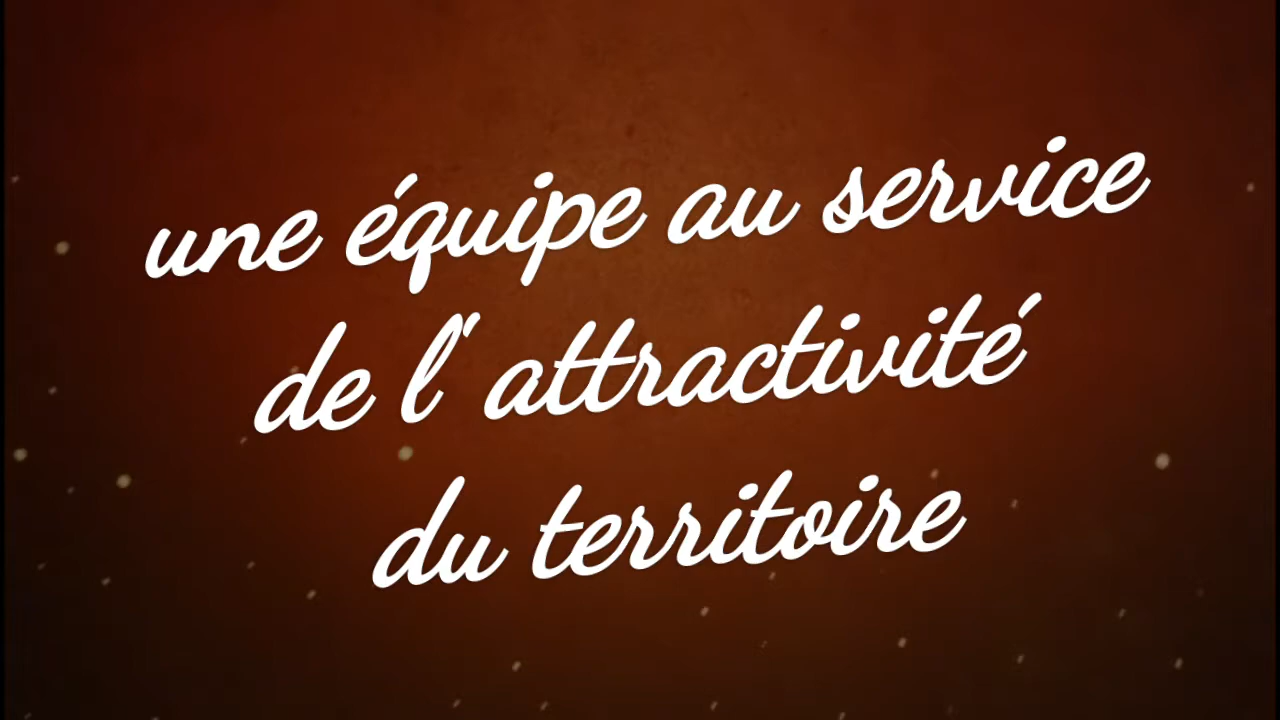 une équipe au service
de l'attractivité
du territoire